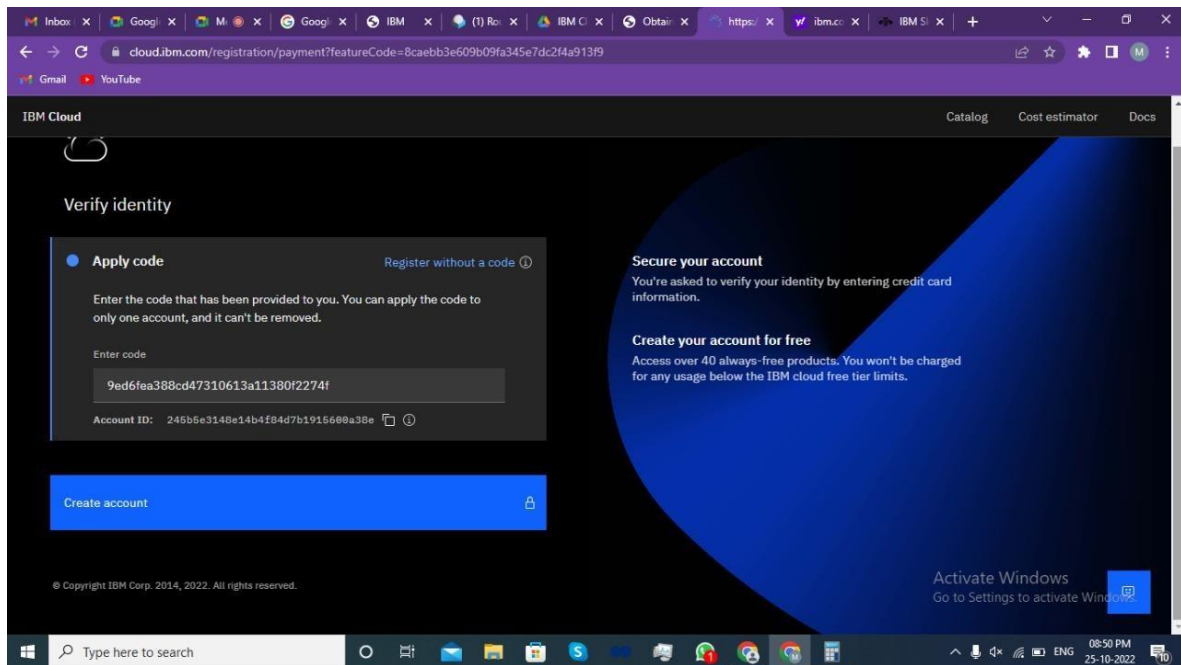 Inbox
Googl
M
Googl
IBM
(1) Ro
IBM Cl
Obtain
https:/
ibm.co
IBM S
cloud.ibm.com/registration/payment?featureCode=8caebb3e609b09fa345e7dc2f4a913f9
M
Gmail
YouTube
IBM Cloud
Catalog
Cost estimator
Docs
Verify identity
Apply code
Register without a code
Enter the code that has been provided to you. You can apply the code to
only one account, and it can't be removed.
Enter code
9ed6fea388cd47310613a11380f2274f
Account ID: 245b5e3148e14b4f84d7b1915600a38e
Create account
© Copyright IBM Corp. 2014, 2022. All rights reserved.
Secure your account
You're asked to verify your identity by entering credit card
information.
Create your account for free
Access over 40 always-free products. You won't be charged
for any usage below the IBM cloud free tier limits.
Activate Windows
Go to Settings to activate Windows.
Type here to search
ENG
08:50 PM
25-10-2022